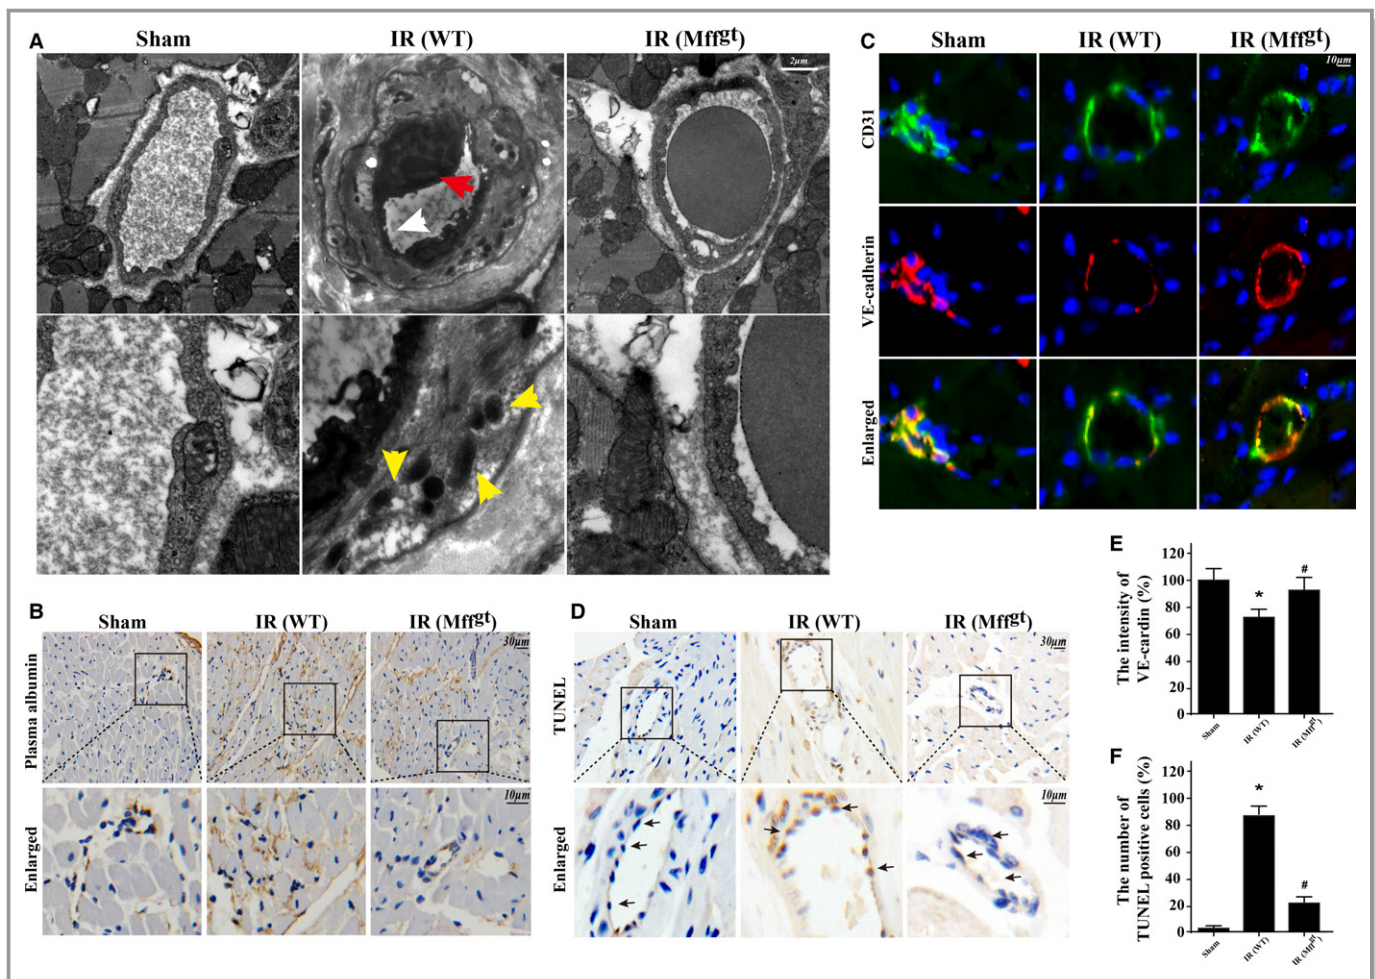 A
Sham
IR (WT)
IR (Mffgt)
2μm
C
Sham
IR (WT)
IR (Mffgt)
10μm
CD31
VE-cadherin
Enlarged
B
Sham
IR (WT)
IR (Mffgt)
30μm
Plasma albumin
Enlarged
10μm
D
Sham
IR (WT)
IR (Mffgt)
30μm
TUNEL
Enlarged
10μm
E
The intensity of
VE-cardin (%)
120
100
80
60
40
20
0
*
#
Sham
IR (WT)
IR (Mffgt)
F
The number of
TUNEL positive cells (%)
120
100
80
60
40
20
0
*
#
Sham
IR (WT)
IR (Mffgt)